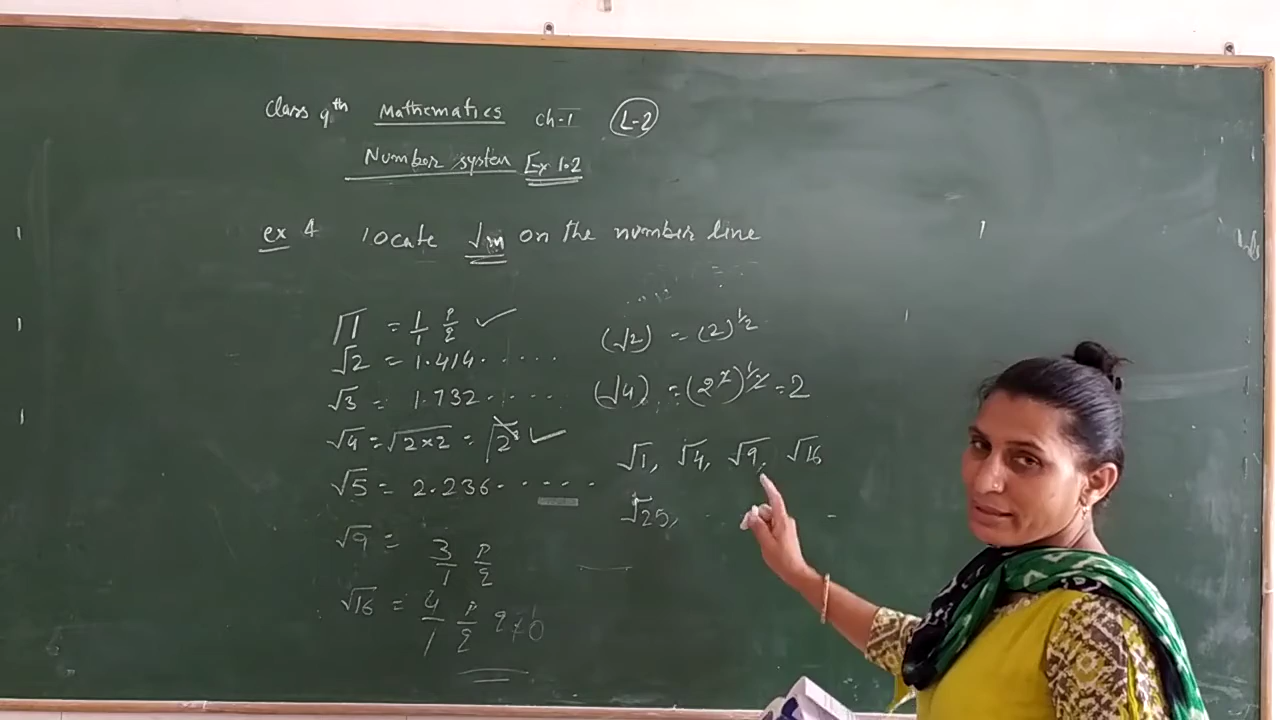 Class 9th Mathematics ch-I L-2
Number system Ex 1.2
ex 4 locate √m on the number line
√1 = 1/1 p/q ✓
√2 = 1.414.......
√3 = 1.732......
√4 = √2×2 = √2² ✓
√5 = 2.236......
√9 = 3/1 p/q
√16 = 4/1 p/q q≠0
(√2) = (2)^1/2
(√4) = (2²)^1/2 = 2
√1, √4, √9, √16
√25,